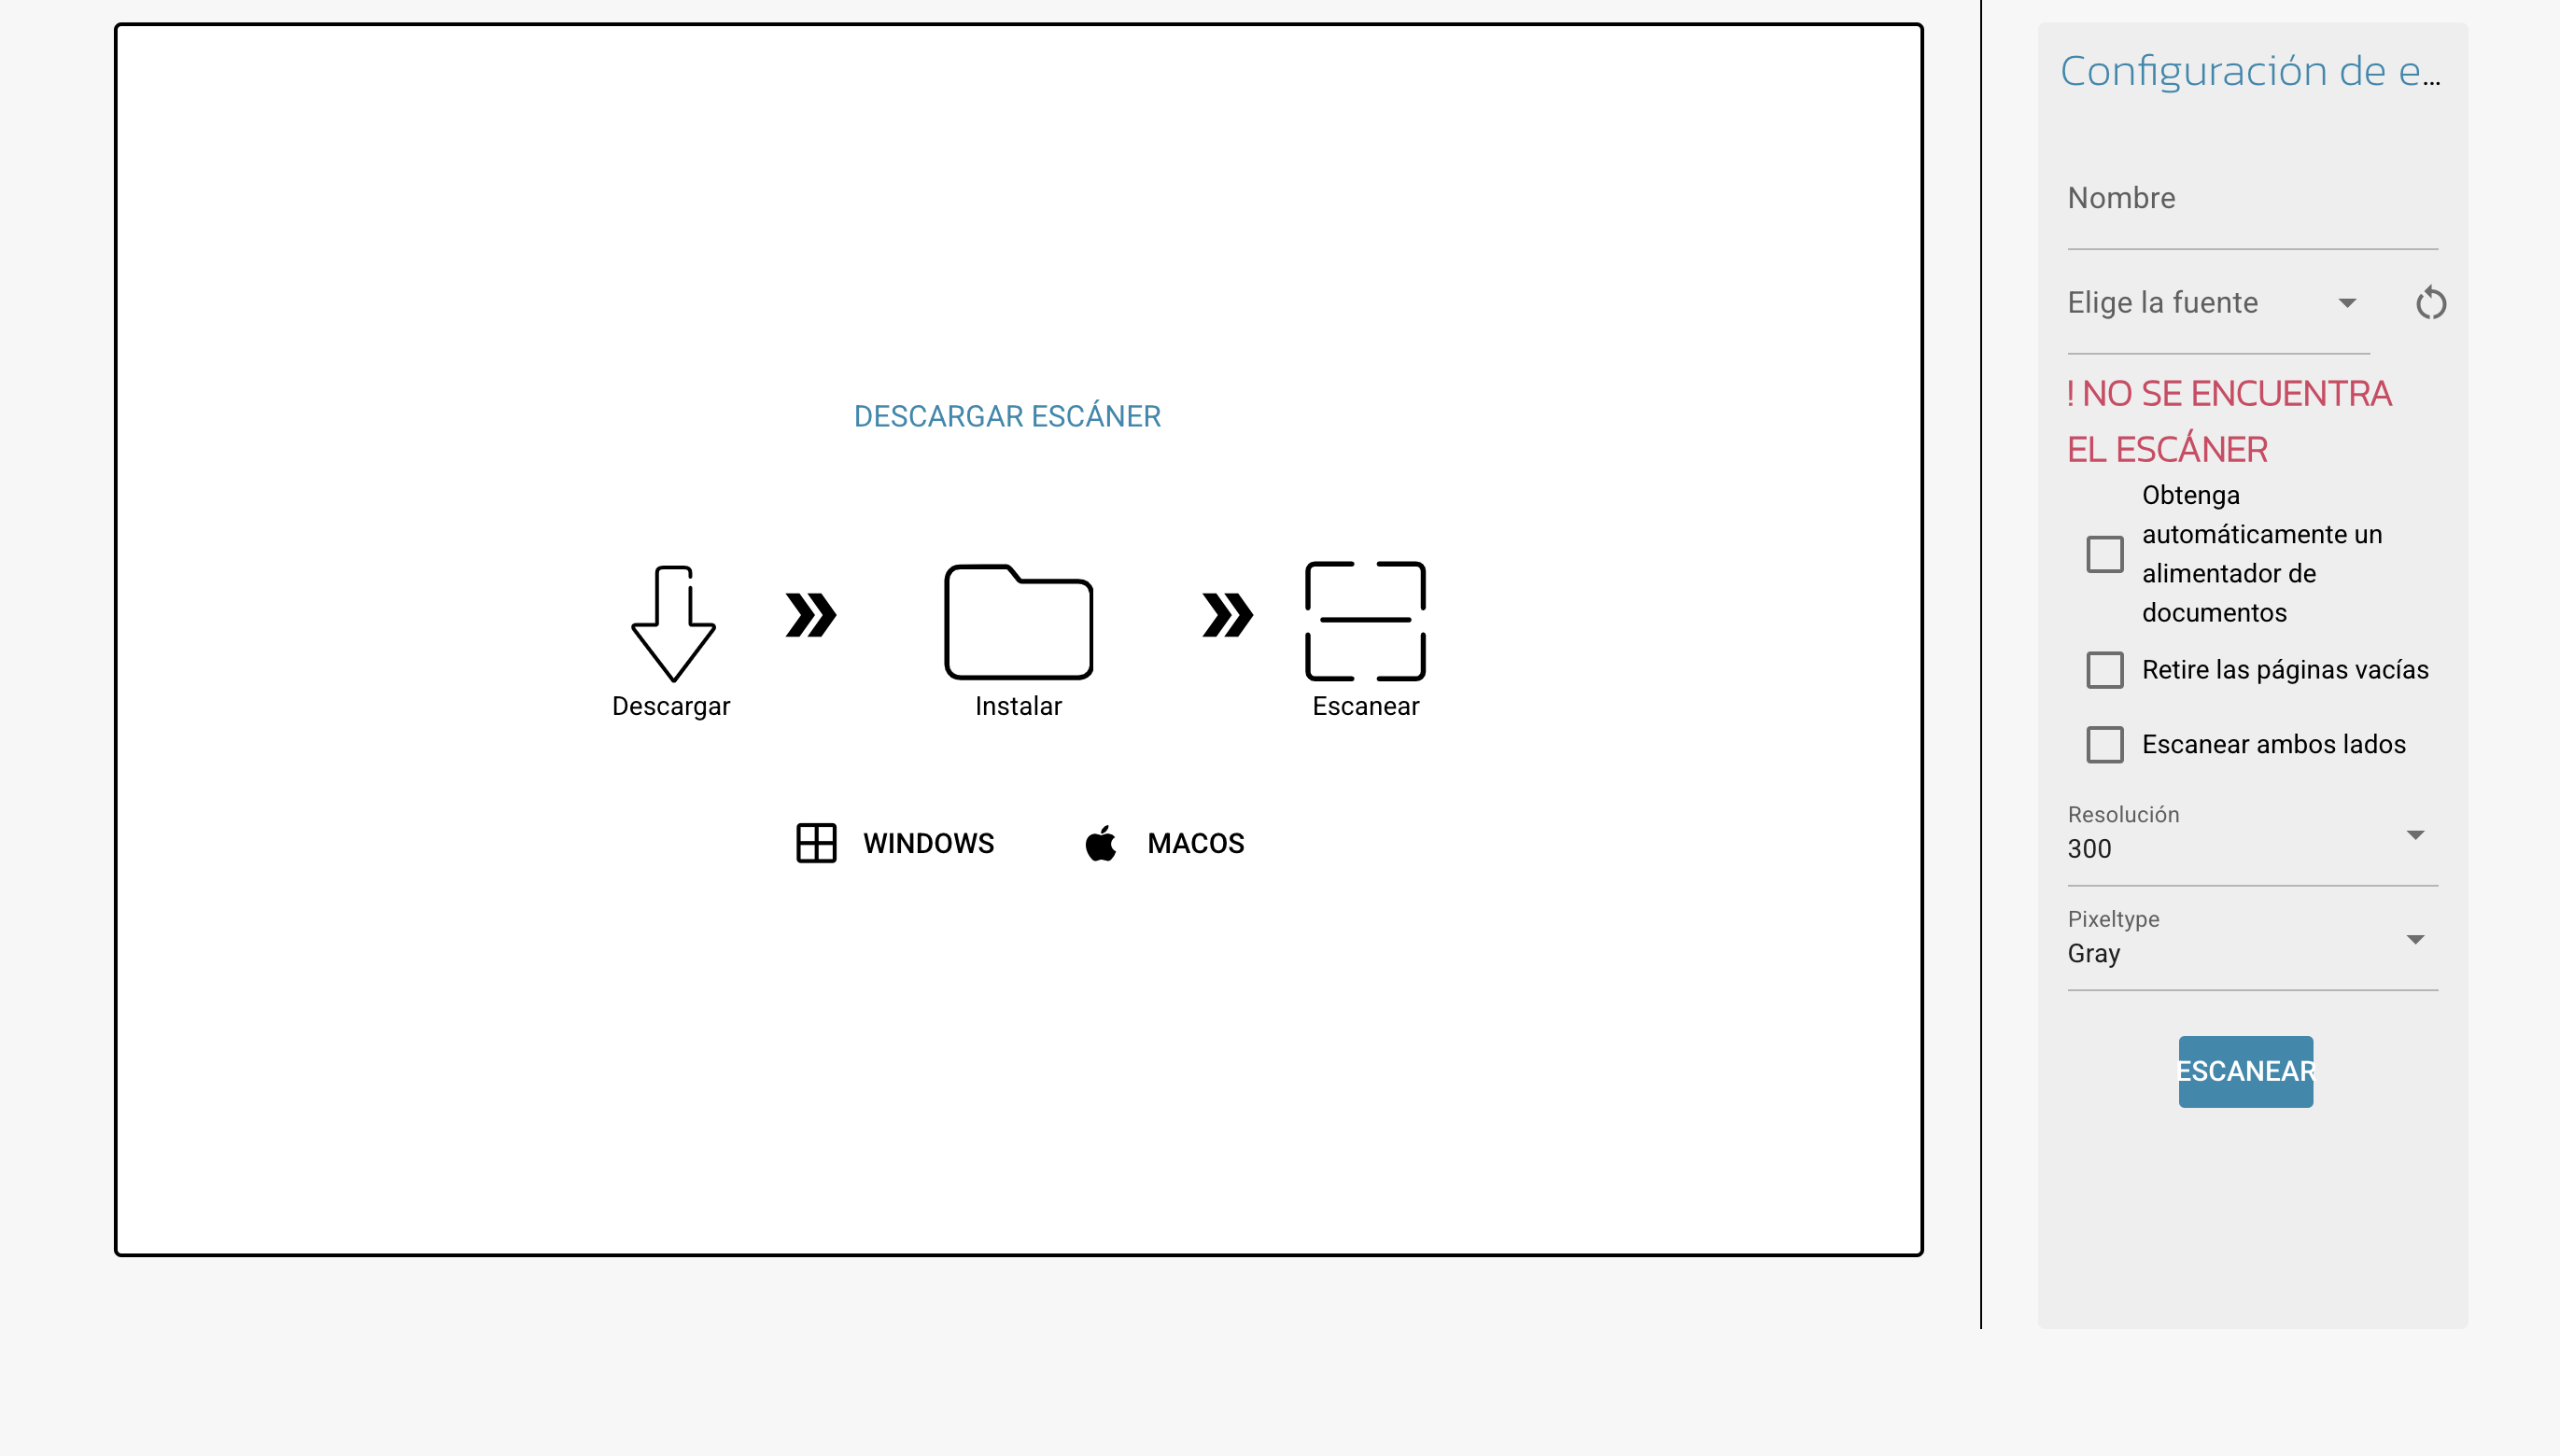 DESCARGAR ESCÁNER
Descargar
Instalar
Escanear
WINDOWS
MACOS
Configuración de e...
Nombre
Elige la fuente
! NO SE ENCUENTRA
EL ESCÁNER
Obtenga
automáticamente un
alimentador de
documentos
Retire las páginas vacías
Escanear ambos lados
Resolución
300
Pixeltype
Gray
ESCANEAR